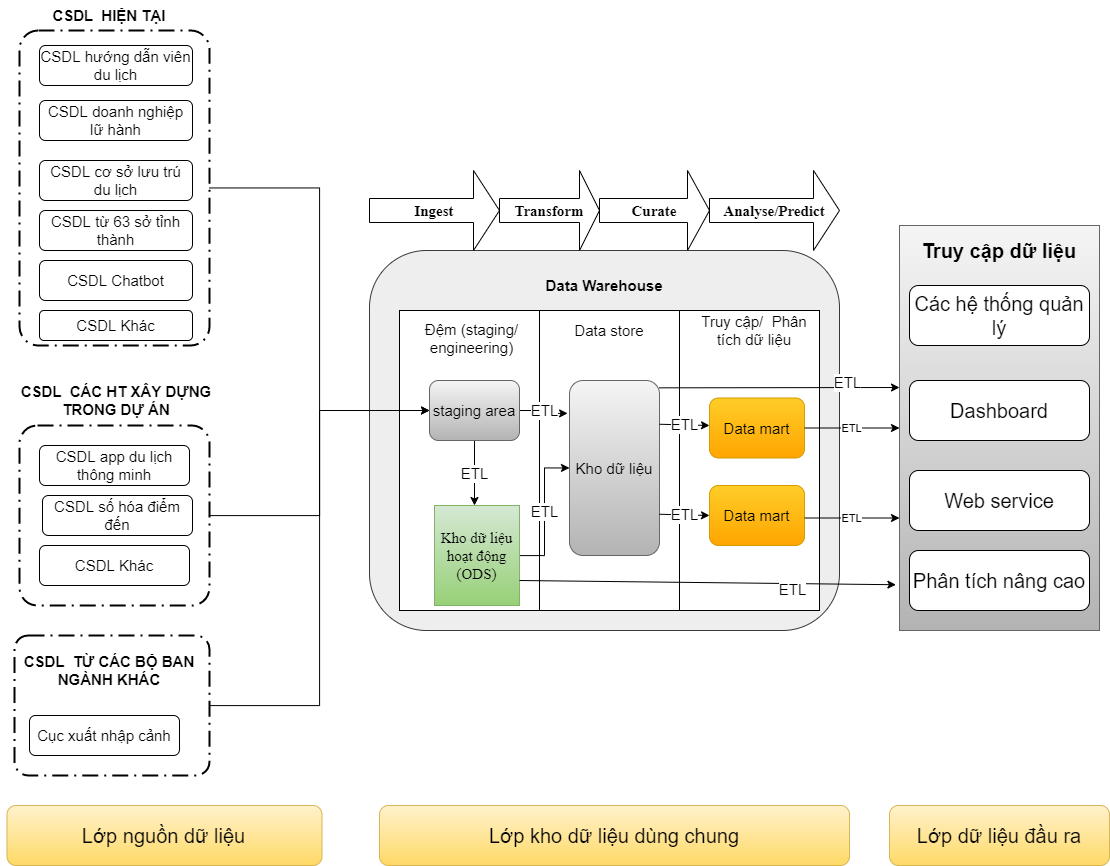 CSDL HIỆN TẠI
CSDL hướng dẫn viên
du lịch
CSDL doanh nghiệp
lữ hành
CSDL cơ sở lưu trú
du lịch
CSDL từ 63 sở tỉnh
thành
CSDL Chatbot
CSDL Khác
CSDL CÁC HT XÂY DỰNG
TRONG DỰ ÁN
CSDL app du lịch
thông minh
CSDL số hóa điểm
đến
CSDL Khác
CSDL TỪ CÁC BỘ BAN
NGÀNH KHÁC
Cục xuất nhập cảnh
Ingest
Transform
Curate
Analyse/Predict
Data Warehouse
Đệm (staging/
engineering)
Data store
Truy cập/ Phân
tích dữ liệu
staging area
ETL
ETL
Kho dữ liệu
hoạt động
(ODS)
ETL
Kho dữ liệu
ETL
ETL
Data mart
Data mart
ETL
ETL
ETL
ETL
Truy cập dữ liệu
Các hệ thống quản
lý
Dashboard
Web service
Phân tích nâng cao
Lớp nguồn dữ liệu
Lớp kho dữ liệu dùng chung
Lớp dữ liệu đầu ra